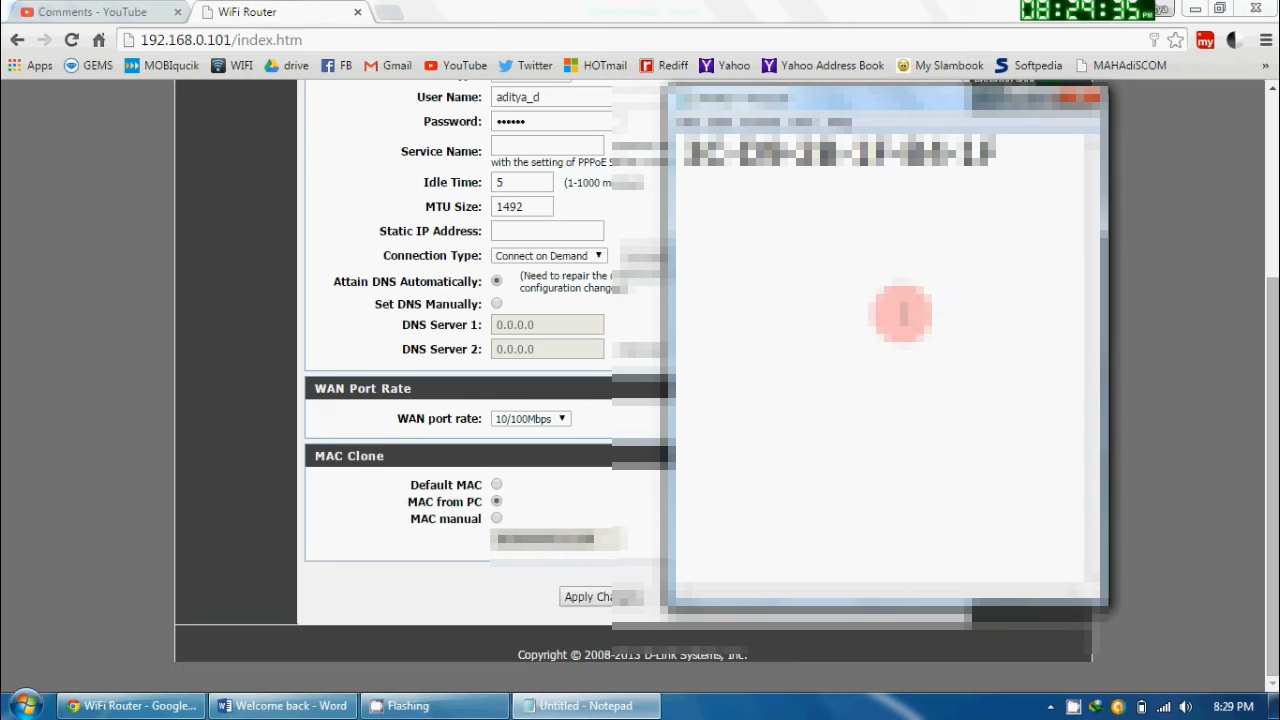 Comments - YouTube
WiFi Router
08:29:35 PM
192.168.0.101/index.htm
Apps GEMS MOBIqucik WIFI drive FB Gmail YouTube Twitter HOTmail Rediff Yahoo Yahoo Address Book My Slambook Softpedia MAHAdiSCOM »
User Name: aditya_d
Password: ••••••
Service Name:
with the setting of PPPoE
Idle Time: 5 (1-1000
MTU Size: 1492
Static IP Address:
Connection Type: Connect on Demand
Attain DNS Automatically: (Need to repair the
configuration
Set DNS Manually:
DNS Server 1: 0.0.0.0
DNS Server 2: 0.0.0.0
WAN Port Rate
WAN port rate: 10/100Mbps
MAC Clone
Default MAC
MAC from PC
MAC manual
Apply
Copyright © 2008-2013 D-Link Systems, Inc.
WiFi Router - Google...
Welcome back - Word
Flashing
Untitled - Notepad
8:29 PM